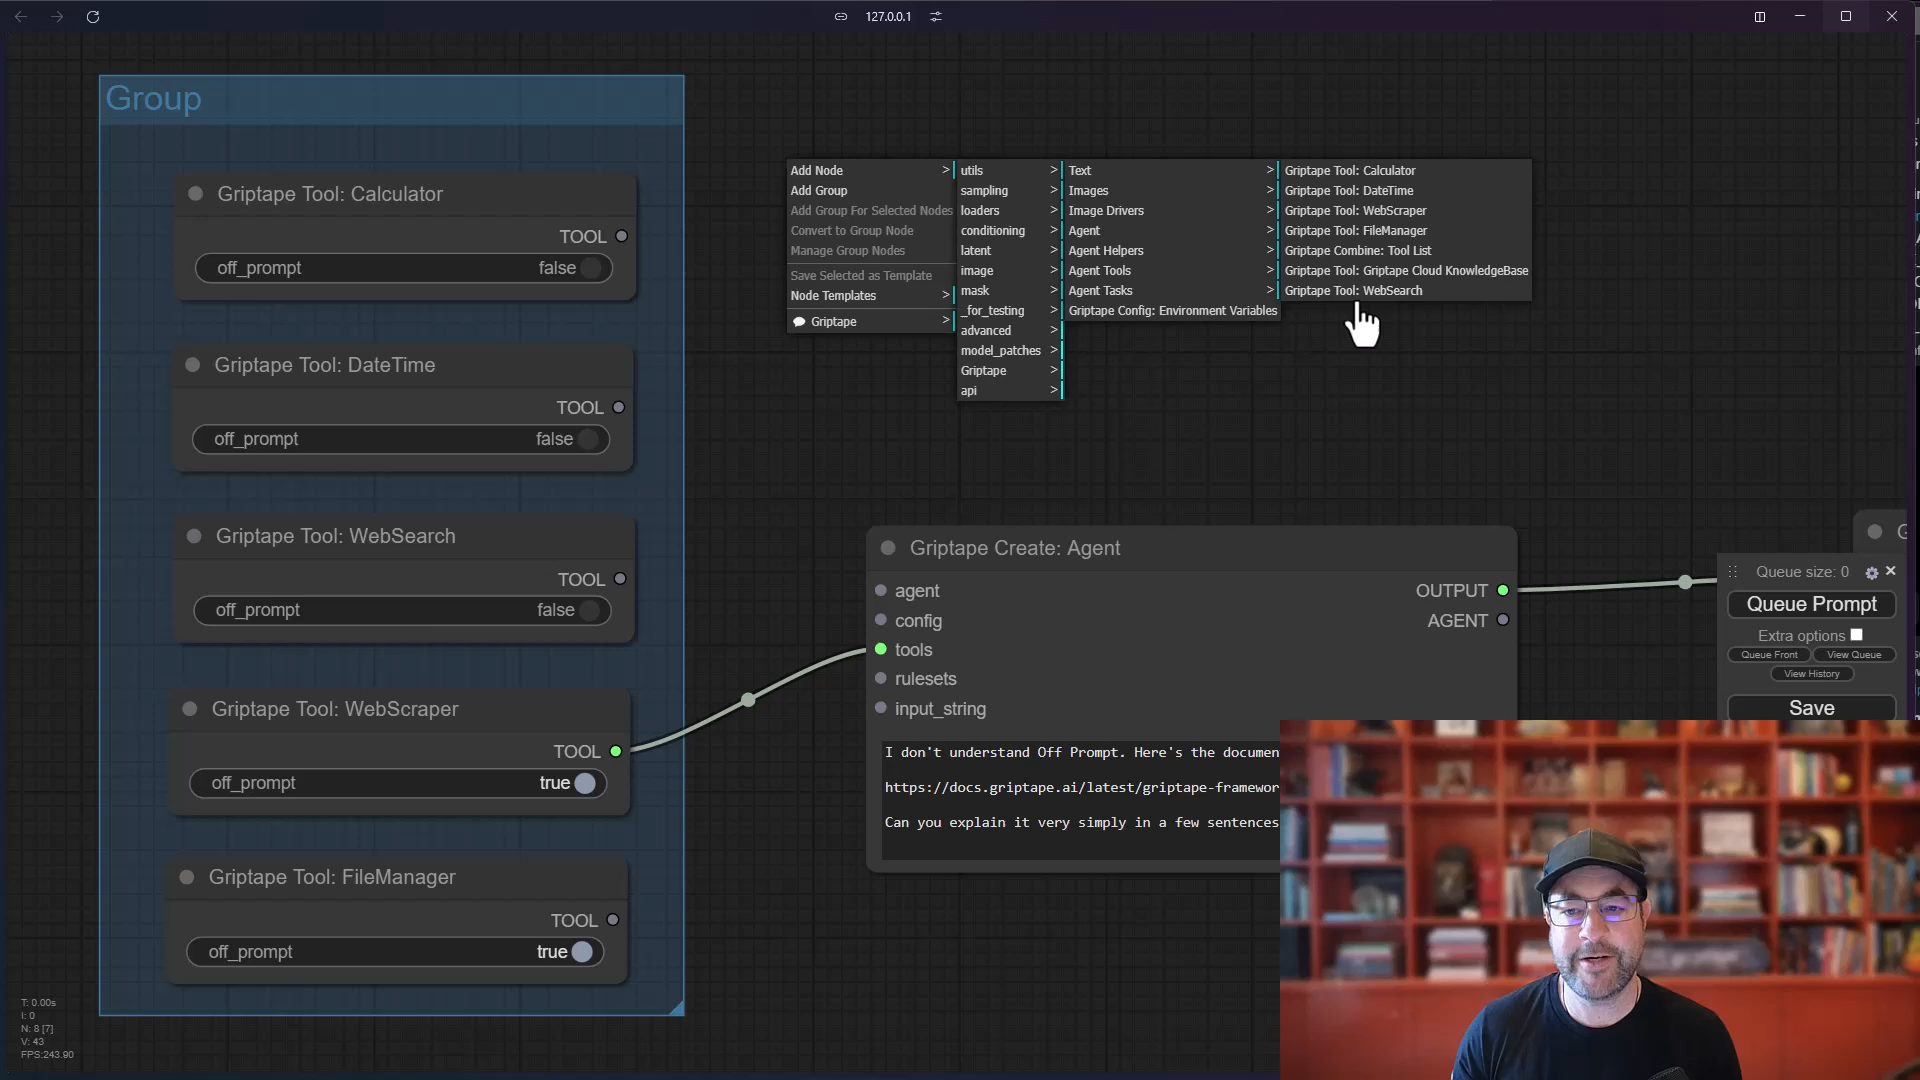 127.0.0.1
Group
Griptape Tool: Calculator
TOOL
off_prompt false
Griptape Tool: DateTime
TOOL
off_prompt false
Griptape Tool: WebSearch
TOOL
off_prompt false
Griptape Tool: WebScraper
TOOL
off_prompt true
Griptape Tool: FileManager
TOOL
off_prompt true
Add Node >
Add Group
Add Group For Selected Nodes
Convert to Group Node
Manage Group Nodes
Save Selected as Template
Node Templates >
Griptape >
utils >
sampling >
loaders >
conditioning >
latent >
image >
mask >
_for_testing >
advanced >
model_patches >
Griptape >
api >
Text >
Images >
Image Drivers >
Agent >
Agent Helpers >
Agent Tools >
Agent Tasks >
Griptape Config: Environment Variables
Griptape Tool: Calculator
Griptape Tool: DateTime
Griptape Tool: WebScraper
Griptape Tool: FileManager
Griptape Combine: Tool List
Griptape Tool: Griptape Cloud KnowledgeBase
Griptape Tool: WebSearch
Griptape Create: Agent
agent
config
tools
rulesets
input_string
OUTPUT
AGENT
I don't understand Off Prompt. Here's the documen
https://docs.griptape.ai/latest/griptape-framewor
Can you explain it very simply in a few sentences
Queue size: 0
Queue Prompt
Extra options
Queue Front View Queue
View History
Save
T: 0.00s
I: 0
N: 8 [7]
V: 43
FPS:243.90